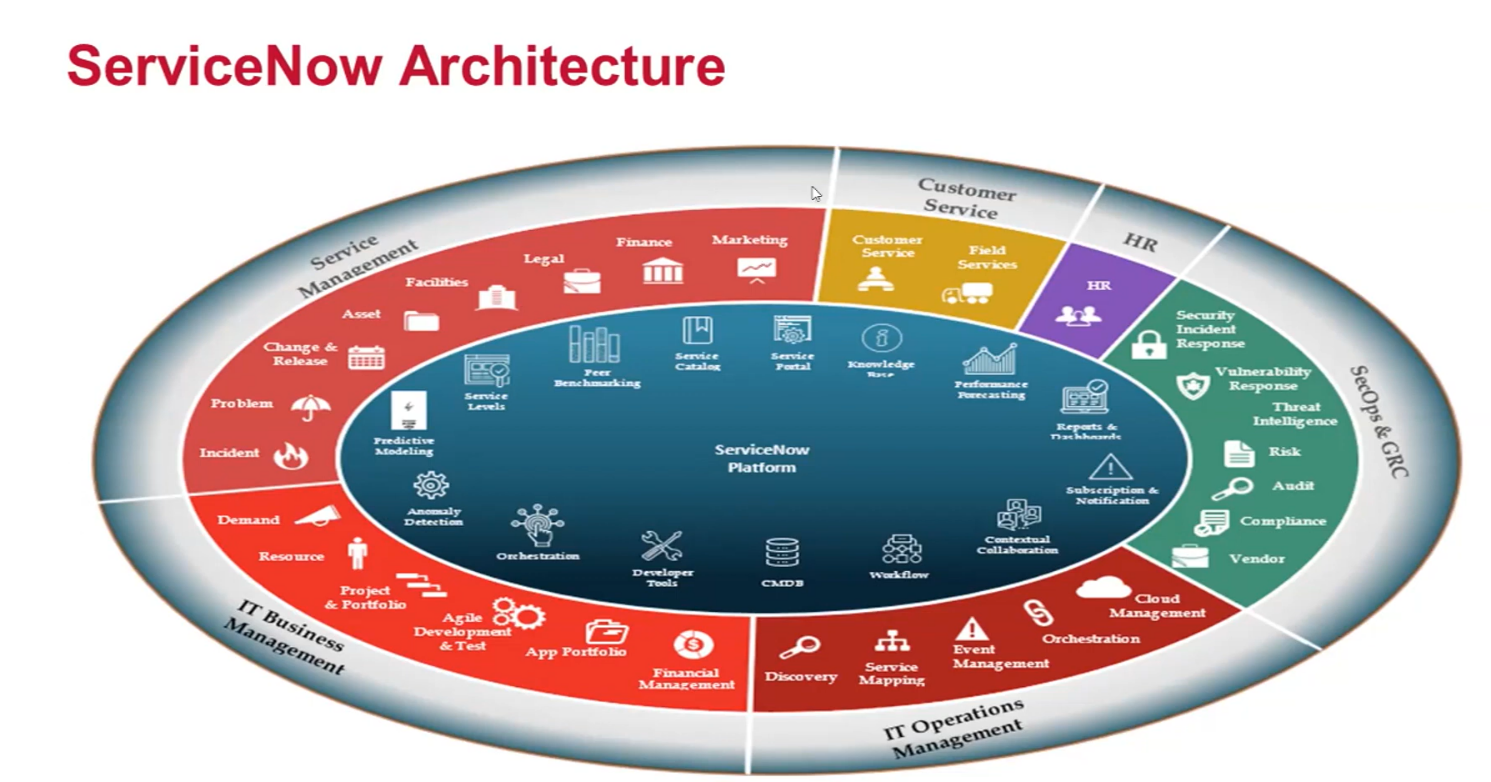 ServiceNow Architecture
Service
Management
Customer
Service
HR
SecOps & GRC
IT Operations
Management
IT Business
Management
Incident
Problem
Change &
Release
Asset
Facilities
Legal
Finance
Marketing
Customer
Service
Field
Services
HR
Security
Incident
Response
Vulnerability
Response
Threat
Intelligence
Risk
Audit
Compliance
Vendor
Cloud
Management
Orchestration
Event
Management
Service
Mapping
Discovery
Financial
Management
App Portfolio
Agile
Development
& Test
Project
& Portfolio
Resource
Demand
Predictive
Modeling
Service
Levels
Peer
Benchmarking
Service
Catalog
Service
Portal
Knowledge
Base
Performance
Forecasting
Reports &
Dashboards
Subscription &
Notification
Contextual
Collaboration
Workflow
CMDB
Developer
Tools
Orchestration
Anomaly
Detection
ServiceNow
Platform